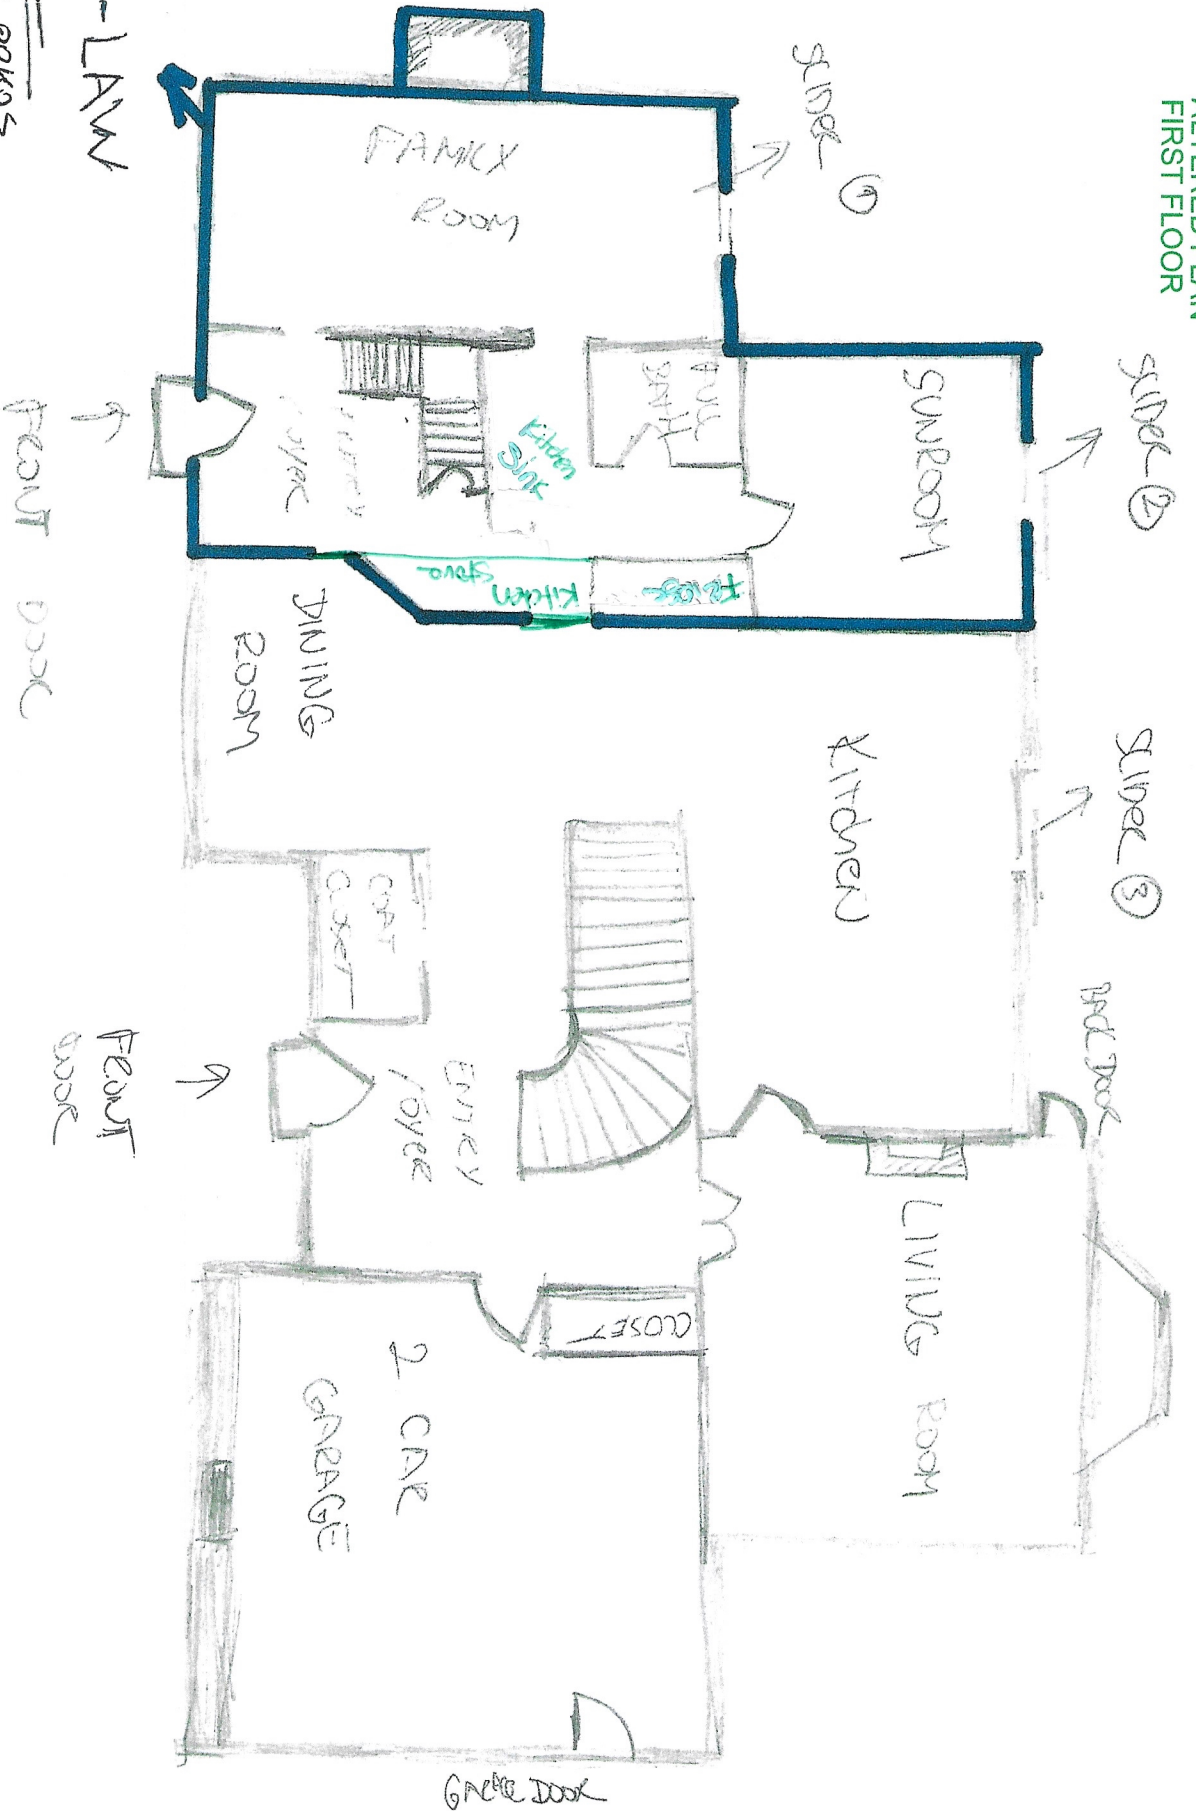 FIRST FLOOR
-LAW
SLIDER ①
SLIDER ②
SLIDER ③
BACK DOOR
FAMILY
ROOM
SUNROOM
FULL
BATH
Kitchen
Sink
FOYER
Kitchen
Stove
FRONT DOOR
DINING
ROOM
KITCHEN
COAT
CLOSET
ENTRY
FOYER
FRONT
DOOR
LIVING ROOM
CLOSET
2 CAR
GARAGE
GARAGE DOOR